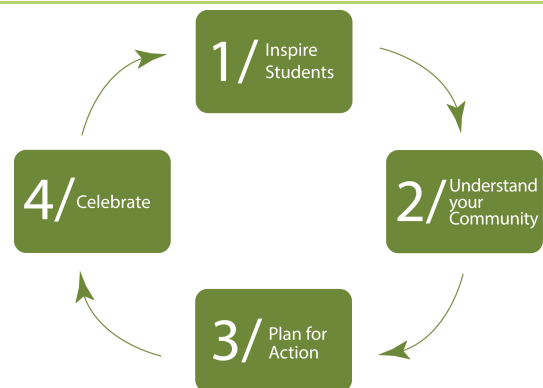 1/ Inspire
Students
2/ Understand
your
Community
3/ Plan for
Action
4/ Celebrate